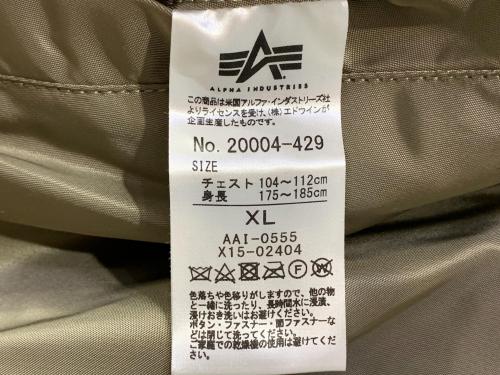 ALPHA INDUSTRIES
この商品は米国アルファ・インダストリーズ社
よりライセンスを受け、(株)エドウインが企
画生産したものです。
No. 20004-429
SIZE
チェスト 104～112cm
身長 175～185cm
XL
AAI-0555
X15-02404
色落ちや色移りがしますので、他の物
と一緒に洗ったり、長時間水に浸漬、
浸けおき洗いはお避けください。
ボタン・ファスナー・面ファスナーな
どは閉じて洗ってください。
ご家庭での乾燥機の使用は避けてくだ
さい。